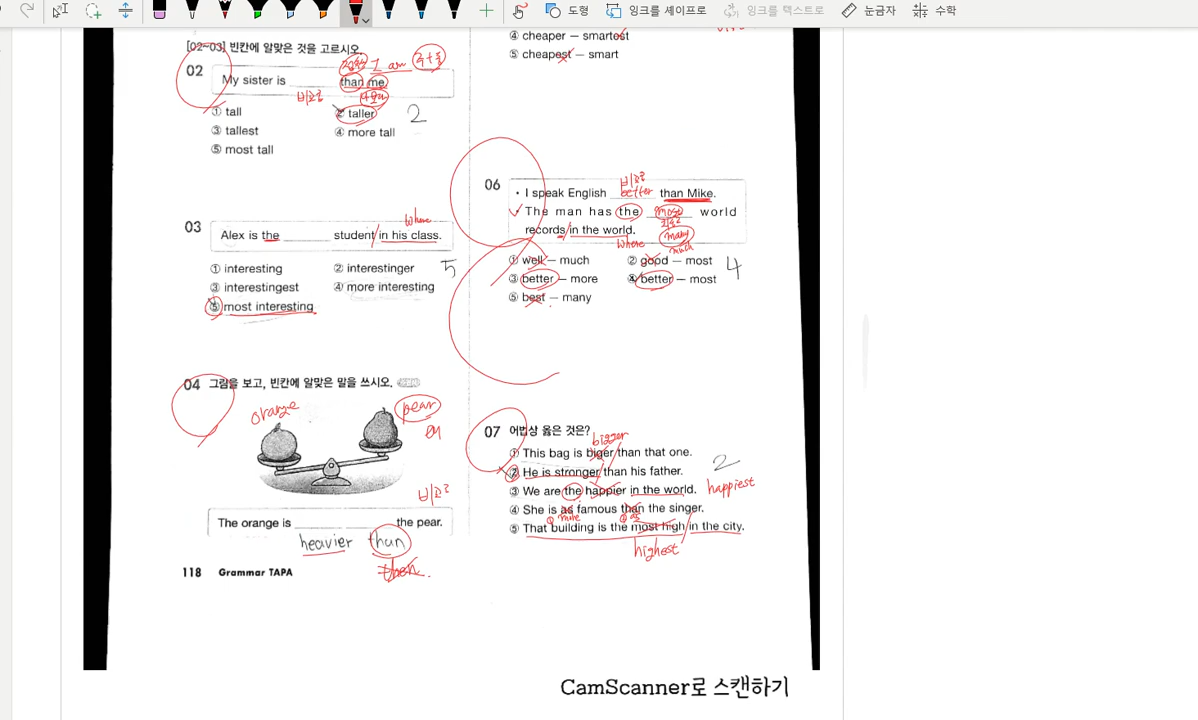 도형
잉크를 셰이프로
잉크를 텍스트로
눈금자
수학
[02~03] 빈칸에 알맞은 것을 고르시오.
02
I am
주+동
My sister is than me
비교급
① tall ② taller
2
③ tallest ④ more tall
⑤ most tall
03
where
Alex is the student/in his class.
① interesting ② interestinger
5
③ interestingest ④ more interesting
⑤ most interesting
04 그림을 보고, 빈칸에 알맞은 말을 쓰시오.
orange
pear
The orange is the pear.
heavier than
then.
118 Grammar TAPA
④ cheaper – smartest
⑤ cheapest – smart
06
비교급
• I speak English better than Mike.
The man has the most world
최상급
records/in the world. many
where much
① well – much ② good – most
4
③ better – more ④ better – most
⑤ best – many
07 어법상 옳은 것은?
bigger
① This bag is biger/than that one.
2
② He is stronger/than his father.
③ We are the happier in the world. happiest
④ She is as famous than the singer.
more as
⑤ That building is the most high/in the city.
highest
CamScanner로 스캔하기